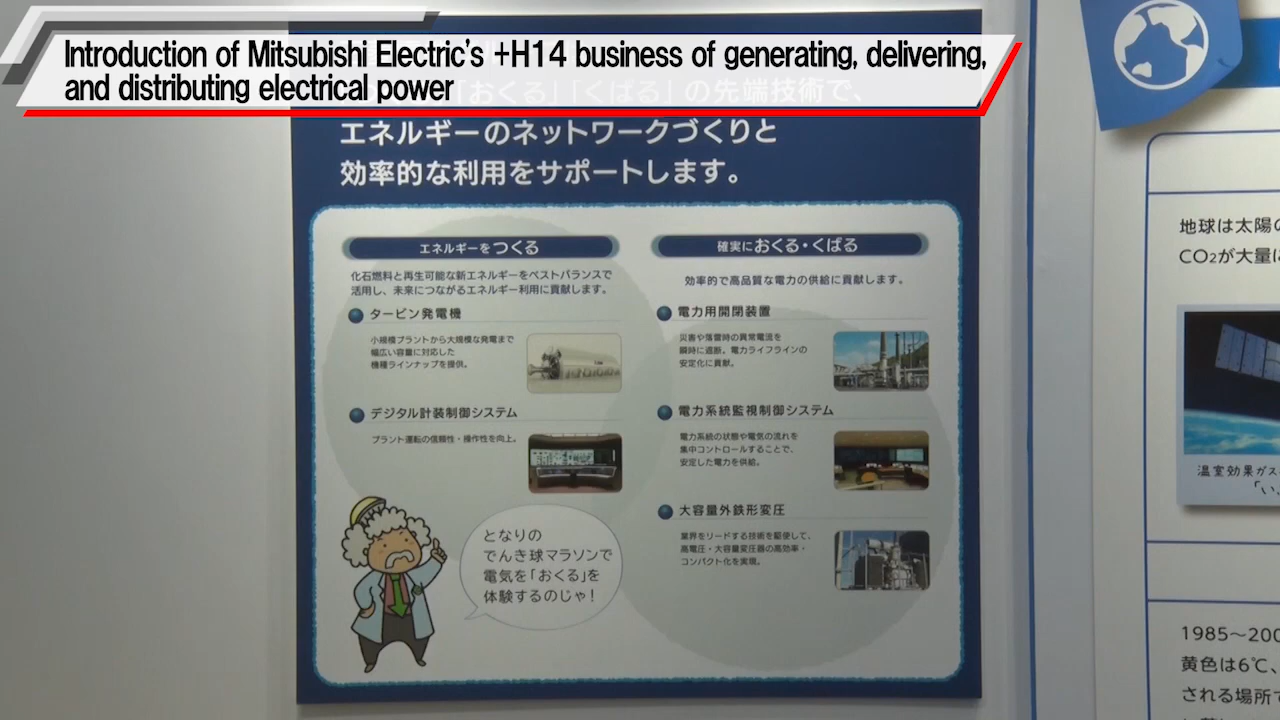 Introduction of Mitsubishi Electric's +H14 business of generating, delivering,
and distributing electrical power
「おくる」「くばる」の先端技術で、
エネルギーのネットワークづくりと
効率的な利用をサポートします。
エネルギーをつくる
化石燃料と再生可能な新エネルギーをベストバランスで
活用し、未来につながるエネルギー利用に貢献します。
タービン発電機
小規模プラントから大規模な発電まで
幅広い容量に対応した
機種ラインナップを提供。
デジタル計装制御システム
プラント運転の信頼性・操作性を向上。
となりの
でんき球マラソンで
電気を「おくる」を
体験するのじゃ!
確実におくる・くばる
効率的で高品質な電力の供給に貢献します。
電力用開閉装置
災害や落雷時の異常電流を
瞬時に遮断。電力ライフラインの
安定化に貢献。
電力系統監視制御システム
電力系統の状態や電気の流れを
集中コントロールすることで、
安定した電力を供給。
大容量外鉄形変圧
業界をリードする技術を駆使して、
高電圧・大容量変圧器の高効率・
コンパクト化を実現。
地球は太陽の
CO2が大量に
温室効果ガス
「い
1985〜200
黄色は6℃、
される場所で